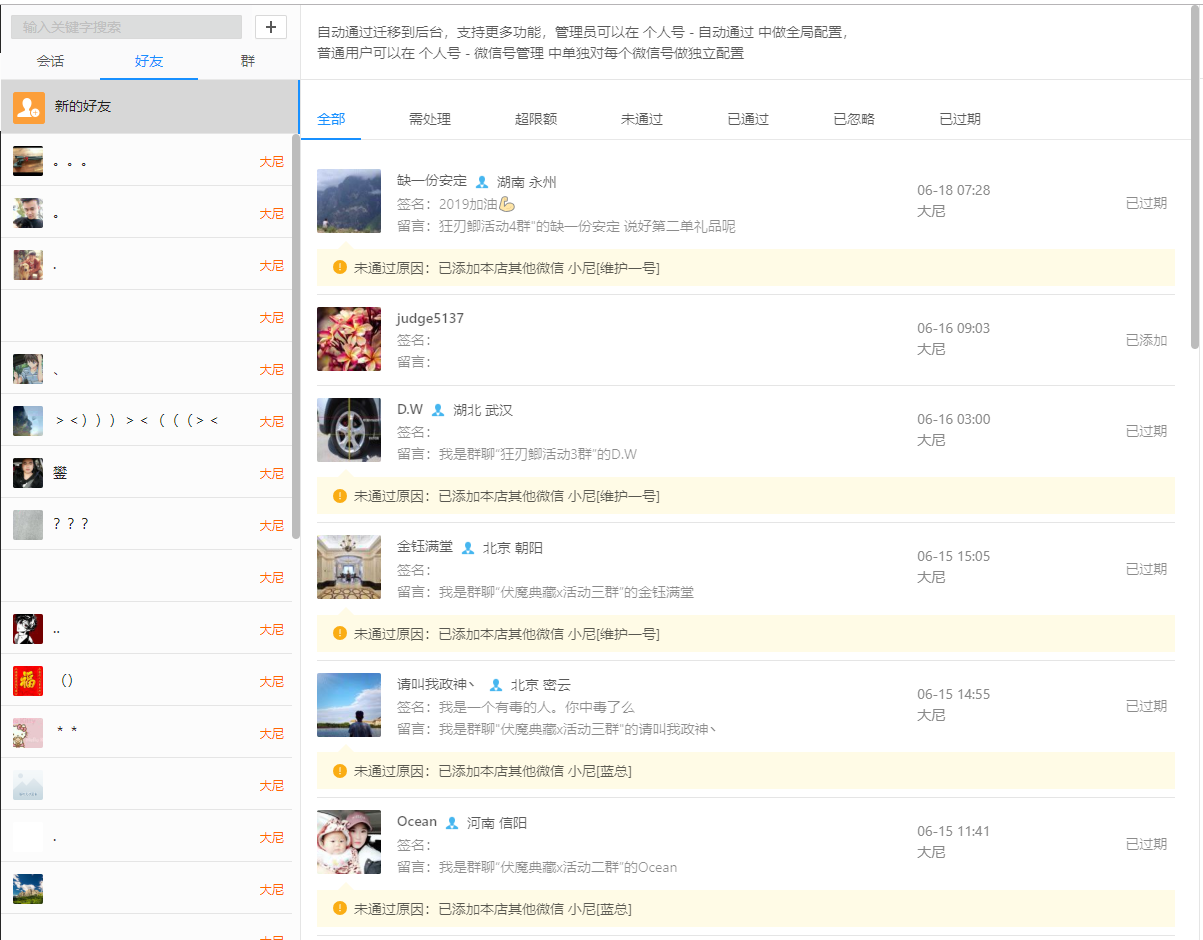 输入关键字搜索
+
会话 好友 群
新的好友
。。。 大尼
。 大尼
. 大尼
大尼
、 大尼
><）））><（（（>< 大尼
鐢 大尼
？？？ 大尼
大尼
.. 大尼
（） 大尼
* * 大尼
大尼
. 大尼
大尼
自动通过迁移到后台，支持更多功能，管理员可以在 个人号 - 自动通过 中做全局配置，
普通用户可以在 个人号 - 微信号管理 中单独对每个微信号做独立配置
全部 需处理 超限额 未通过 已通过 已忽略 已过期
缺一份安定 湖南 永州
签名：2019加油💪
留言：狂刃鲫活动4群“的缺一份安定 说好第二单礼品呢
06-18 07:28
大尼
已过期
未通过原因：已添加本店其他微信 小尼[维护一号]
judge5137
签名：
留言：
06-16 09:03
大尼
已添加
D.W 湖北 武汉
签名：
留言：我是群聊“狂刃鲫活动3群”的D.W
06-16 03:00
大尼
已过期
未通过原因：已添加本店其他微信 小尼[维护一号]
金钰满堂 北京 朝阳
签名：
留言：我是群聊“伏魔典藏x活动三群”的金钰满堂
06-15 15:05
大尼
已过期
未通过原因：已添加本店其他微信 小尼[维护一号]
请叫我政神丶 北京 密云
签名：我是一个有毒的人。你中毒了么
留言：我是群聊“伏魔典藏x活动三群”的请叫我政神丶
06-15 14:55
大尼
已过期
未通过原因：已添加本店其他微信 小尼[蓝总]
Ocean 河南 信阳
签名：
留言：我是群聊“伏魔典藏x活动二群”的Ocean
06-15 11:41
大尼
已过期
未通过原因：已添加本店其他微信 小尼[蓝总]